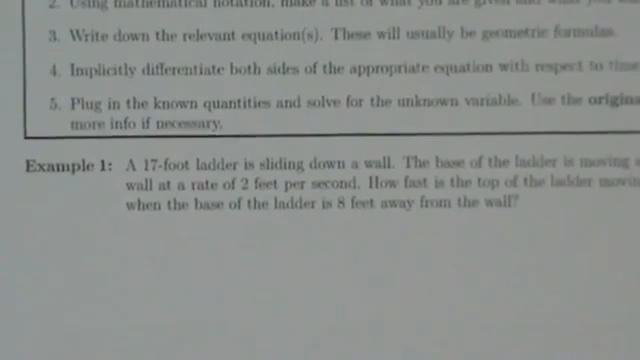 2. Using mathematical notation, make a list of what you are given and what you
3. Write down the relevant equation(s). These will usually be geometric formulas.
4. Implicitly differentiate both sides of the appropriate equation with respect to time
5. Plug in the known quantities and solve for the unknown variable. Use the origina
more info if necessary.
Example 1: A 17-foot ladder is sliding down a wall. The base of the ladder is moving a
wall at a rate of 2 feet per second. How fast is the top of the ladder movin
when the base of the ladder is 8 feet away from the wall?